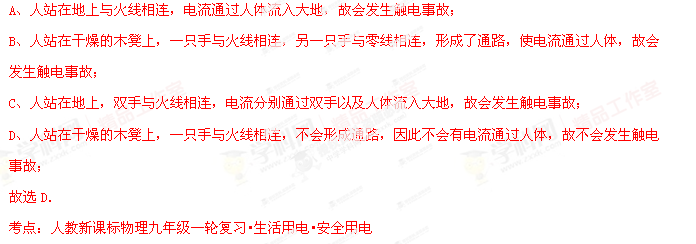 A、人站在地上与火线相连，电流通过人体流入大地，故会发生触电事故；
B、人站在干燥的木凳上，一只手与火线相连，另一只手与零线相连，形成了通路，使电流通过人体，故会
发生触电事故；
C、人站在地上，双手与火线相连，电流分别通过双手以及人体流入大地，故会发生触电事故；
D、人站在干燥的木凳上，一只手与火线相连，不会形成通路，因此不会有电流通过人体，故不会发生触电
事故；
故选 D.
考点：人教新课标物理九年级一轮复习•生活用电•安全用电